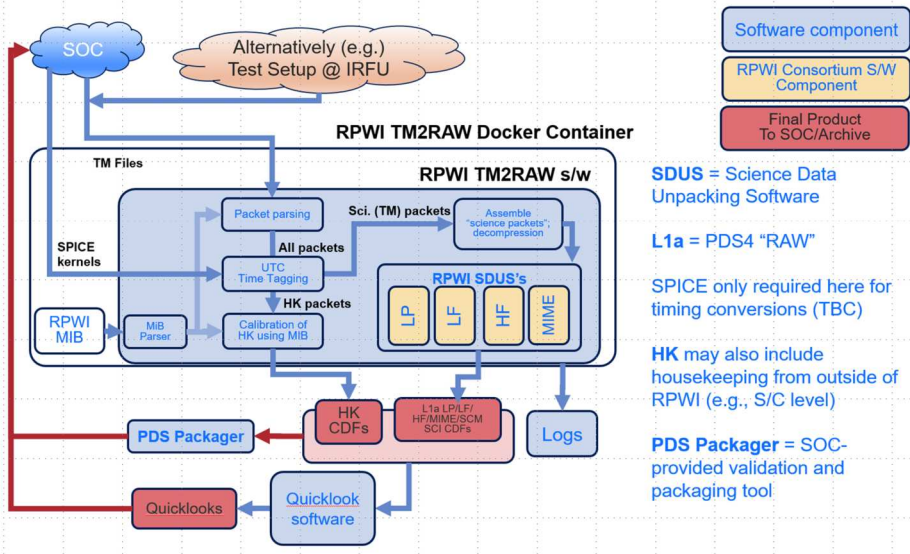 SOC
Alternatively (e.g.)
Test Setup @ IRFU
Software component
RPWI Consortium S/W
Component
Final Product
To SOC/Archive
RPWI TM2RAW Docker Container
TM Files
RPWI TM2RAW s/w
SPICE
kernels
Packet parsing
All packets
Sci. (TM) packets
Assemble
"science packets";
decompression
UTC
Time Tagging
HK packets
RPWI SDUS's
LP
LF
HF
MIME
RPWI
MIB
MiB
Parser
Calibration of
HK using MIB
HK
CDFs
L1a LP/LF/
HF/MIME/SCM
SCI CDFs
Logs
PDS Packager
Quicklooks
Quicklook
software
SDUS = Science Data
Unpacking Software
L1a = PDS4 "RAW"
SPICE only required here for
timing conversions (TBC)
HK may also include
housekeeping from outside of
RPWI (e.g., S/C level)
PDS Packager = SOC-
provided validation and
packaging tool